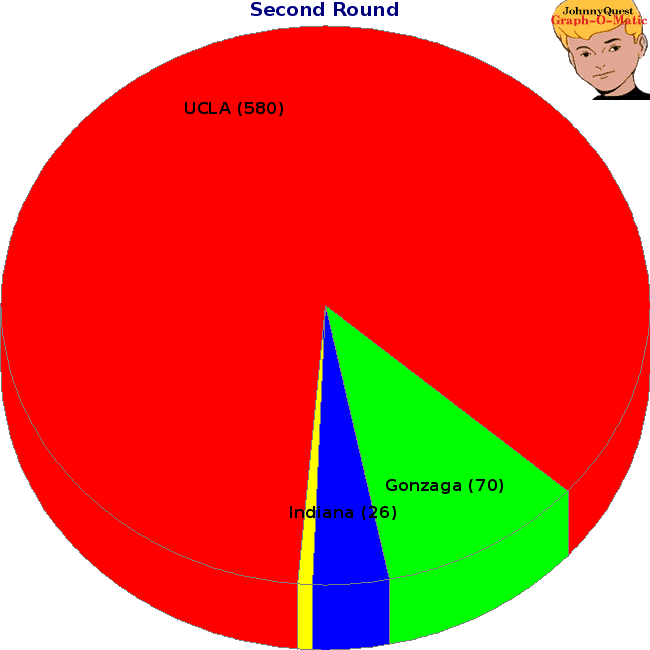 Second Round
JohnnyQuest
Graph-O-Matic
UCLA (580)
Gonzaga (70)
Indiana (26)